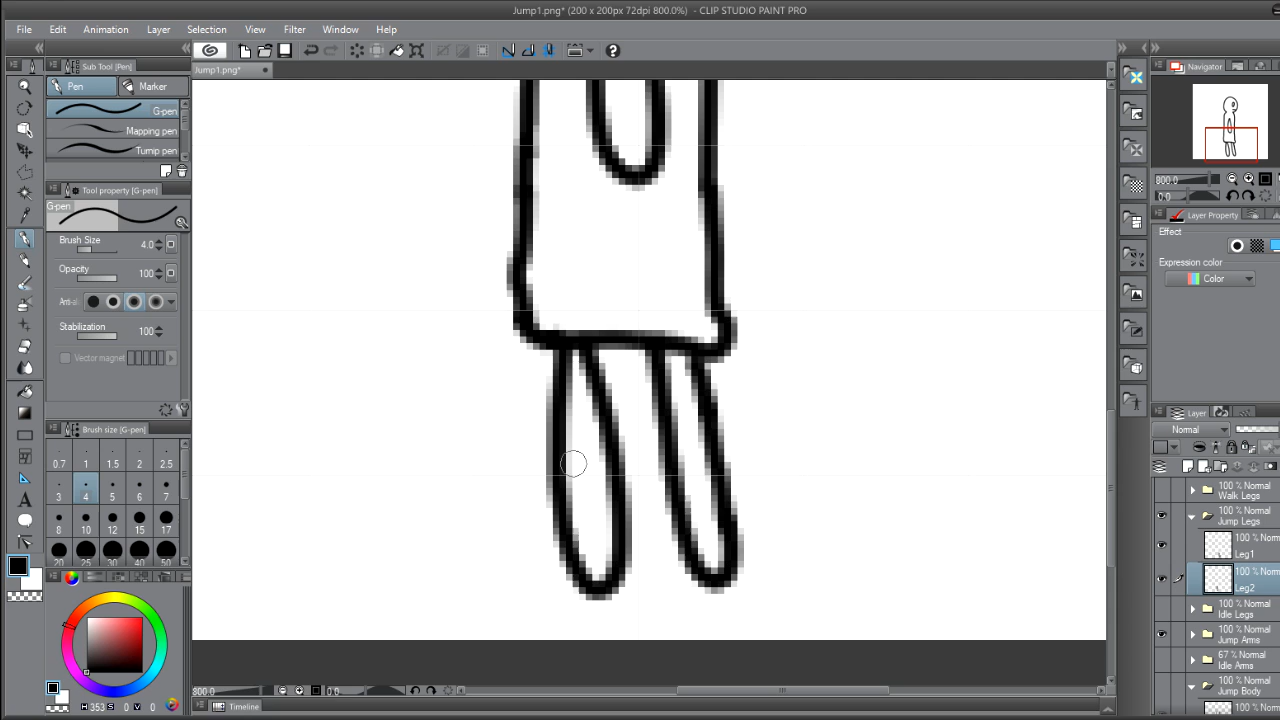 Jump1.png* (200 x 200px 72dpi 800.0%) - CLIP STUDIO PAINT PRO
File Edit Animation Layer Selection View Filter Window Help
Jump1.png*
Sub Tool [Pen]
Pen Marker
G-pen
Mapping pen
Turnip pen
Tool property [G-pen]
G-pen
Brush Size 4.0
Opacity 100
Anti-al
Stabilization 100
Vector magnet
Brush size [G-pen]
0.7 1 1.5 2 2.5
3 4 5 6 7
8 10 12 15 17
20 25 30 40 50
H 353 S 0 V 0
800.0 0.0
Timeline
Navigator
800.0
0.0
Layer Property
Effect
Expression color
Color
Layer
Normal
100 % Norma
Walk Legs
100 % Normal
Jump Legs
100 % Norm
Leg1
100 % Norm
Leg2
100 % Normal
Idle Legs
100 % Normal
Jump Arms
67 % Normal
Idle Arms
100 % Normal
Jump Body
100 % Norm